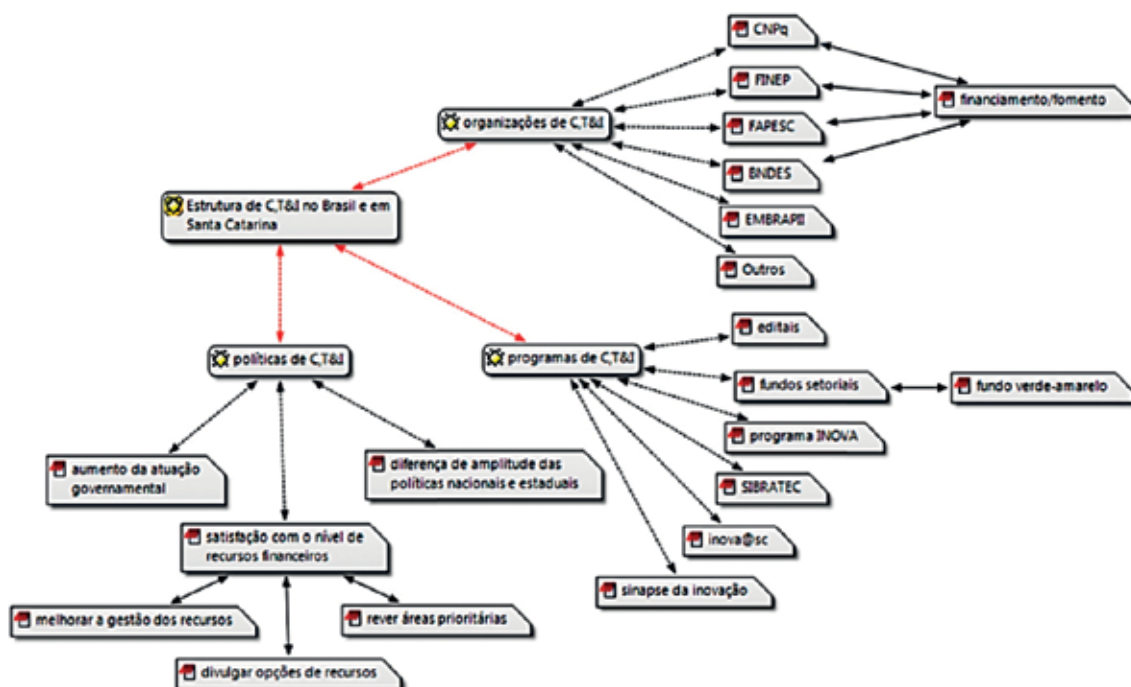 CNPq
FINEP
financiamento/fomento
organizações de C,T&I
FAPESC
BNDES
Estrutura de C,T&I no Brasil e em
Santa Catarina
EMBRAPII
Outros
editais
políticas de C,T&I
programas de C,T&I
fundos setoriais
fundo verde-amarelo
programa INOVA
aumento da atuação
governamental
diferença de amplitude das
políticas nacionais e estaduais
SIBRATEC
satisfação com o nível de
recursos financeiros
inova@sc
sinapse da inovação
melhorar a gestão dos recursos
rever áreas prioritárias
divulgar opções de recursos